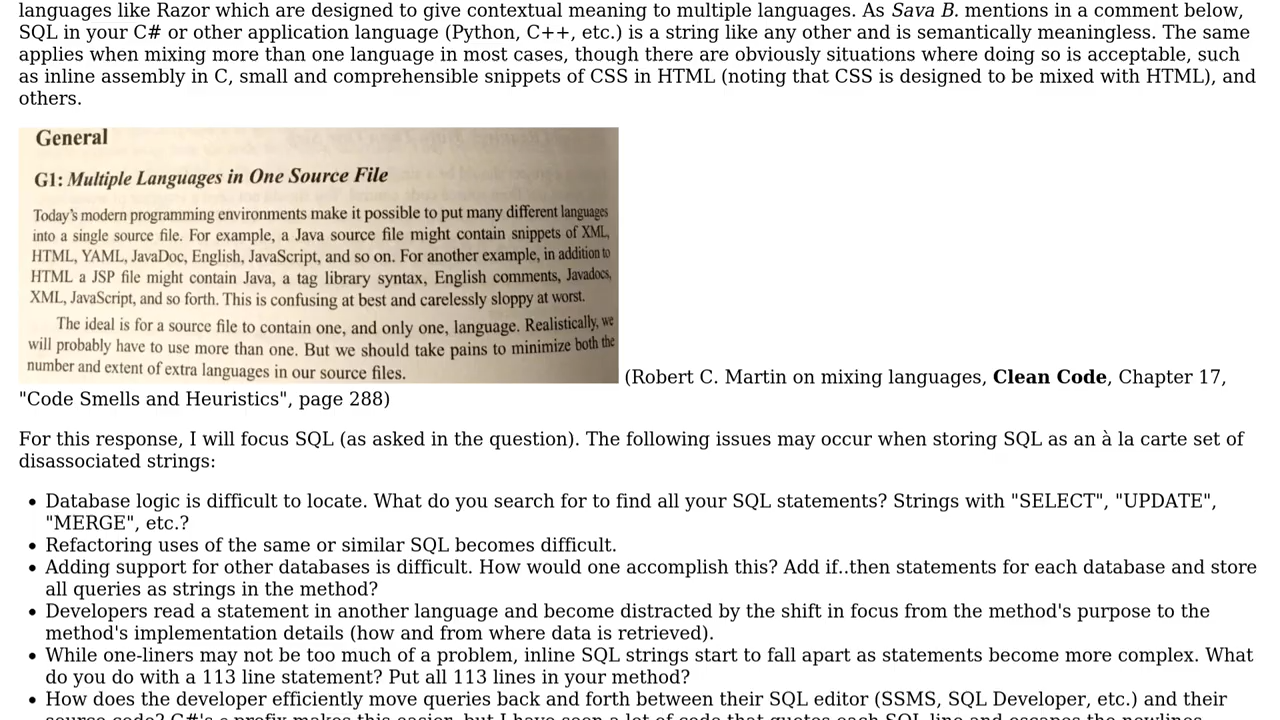 languages like Razor which are designed to give contextual meaning to multiple languages. As Sava B. mentions in a comment below,
SQL in your C# or other application language (Python, C++, etc.) is a string like any other and is semantically meaningless. The same
applies when mixing more than one language in most cases, though there are obviously situations where doing so is acceptable, such
as inline assembly in C, small and comprehensible snippets of CSS in HTML (noting that CSS is designed to be mixed with HTML), and
others.
General
G1: Multiple Languages in One Source File
Today's modern programming environments make it possible to put many different languages
into a single source file. For example, a Java source file might contain snippets of XML,
HTML, YAML, JavaDoc, English, JavaScript, and so on. For another example, in addition to
HTML a JSP file might contain Java, a tag library syntax, English comments, Javadocs,
XML, JavaScript, and so forth. This is confusing at best and carelessly sloppy at worst.
The ideal is for a source file to contain one, and only one, language. Realistically, we
will probably have to use more than one. But we should take pains to minimize both the
number and extent of extra languages in our source files.
(Robert C. Martin on mixing languages, Clean Code, Chapter 17,
"Code Smells and Heuristics", page 288)
For this response, I will focus SQL (as asked in the question). The following issues may occur when storing SQL as an à la carte set of
disassociated strings:
• Database logic is difficult to locate. What do you search for to find all your SQL statements? Strings with "SELECT", "UPDATE",
"MERGE", etc.?
• Refactoring uses of the same or similar SQL becomes difficult.
• Adding support for other databases is difficult. How would one accomplish this? Add if..then statements for each database and store
all queries as strings in the method?
• Developers read a statement in another language and become distracted by the shift in focus from the method's purpose to the
method's implementation details (how and from where data is retrieved).
• While one-liners may not be too much of a problem, inline SQL strings start to fall apart as statements become more complex. What
do you do with a 113 line statement? Put all 113 lines in your method?
• How does the developer efficiently move queries back and forth between their SQL editor (SSMS, SQL Developer, etc.) and their